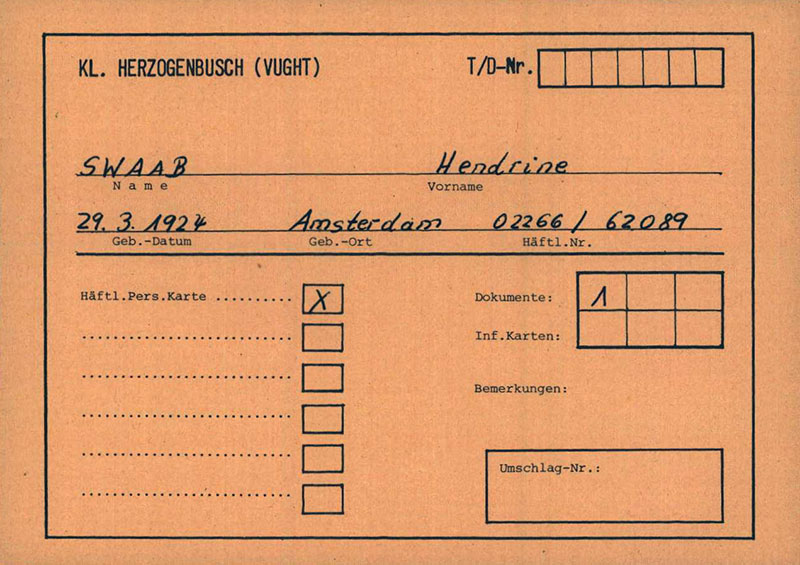 KL. HERZOGENBUSCH (VUGHT) T/D-Nr.
SWAAB Hendrine
Name Vorname
29. 3. 1924 Amsterdam 02266 / 62089
Geb.-Datum Geb.-Ort Häftl.Nr.
Häftl.Pers.Karte .......... X Dokumente: 1
Inf.Karten:
Bemerkungen:
Umschlag-Nr.: